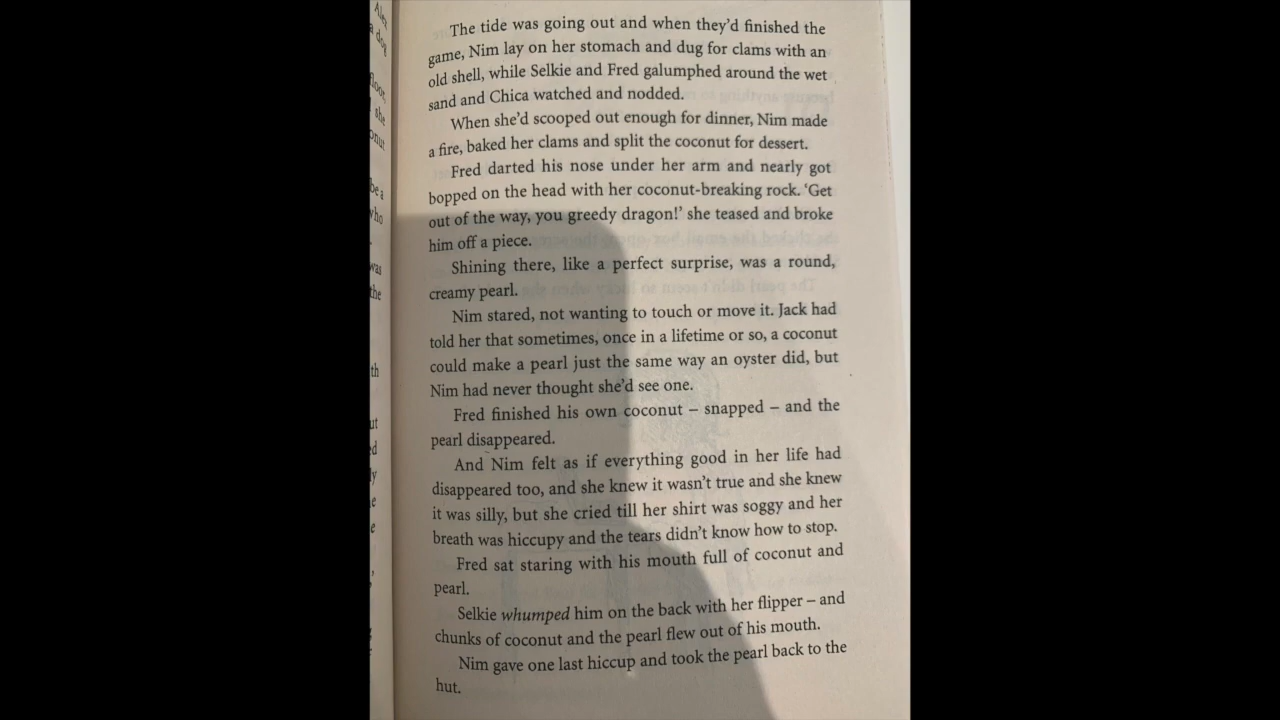 The tide was going out and when they'd finished the
game, Nim lay on her stomach and dug for clams with an
old shell, while Selkie and Fred galumphed around the wet
sand and Chica watched and nodded.
When she'd scooped out enough for dinner, Nim made
a fire, baked her clams and split the coconut for dessert.
Fred darted his nose under her arm and nearly got
bopped on the head with her coconut-breaking rock. 'Get
out of the way, you greedy dragon!' she teased and broke
him off a piece.
Shining there, like a perfect surprise, was a round,
creamy pearl.
Nim stared, not wanting to touch or move it. Jack had
told her that sometimes, once in a lifetime or so, a coconut
could make a pearl just the same way an oyster did, but
Nim had never thought she'd see one.
Fred finished his own coconut – snapped – and the
pearl disappeared.
And Nim felt as if everything good in her life had
disappeared too, and she knew it wasn't true and she knew
it was silly, but she cried till her shirt was soggy and her
breath was hiccupy and the tears didn't know how to stop.
Fred sat staring with his mouth full of coconut and
pearl.
Selkie whumped him on the back with her flipper – and
chunks of coconut and the pearl flew out of his mouth.
Nim gave one last hiccup and took the pearl back to the
hut.